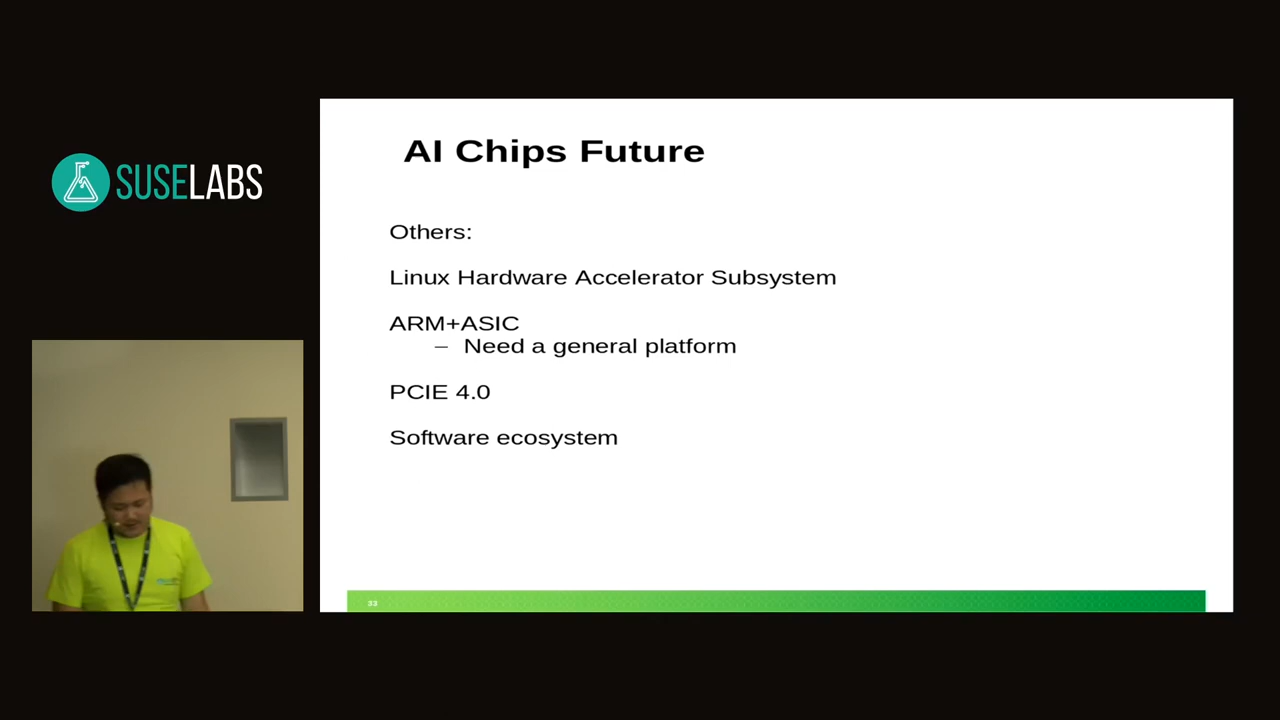 SUSELABS
AI Chips Future
Others:
Linux Hardware Accelerator Subsystem
ARM+ASIC
– Need a general platform
PCIE 4.0
Software ecosystem
33